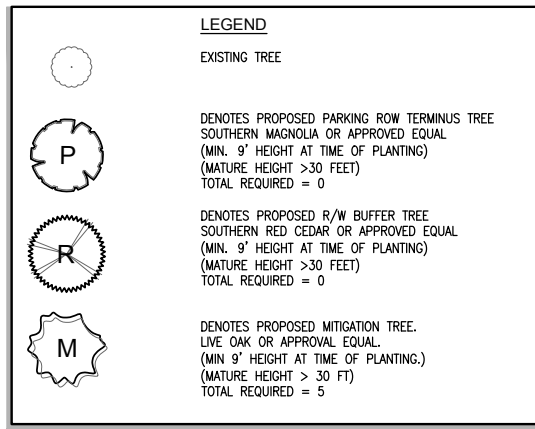 LEGEND
EXISTING TREE
P
DENOTES PROPOSED PARKING ROW TERMINUS TREE
SOUTHERN MAGNOLIA OR APPROVED EQUAL
(MIN. 9' HEIGHT AT TIME OF PLANTING)
(MATURE HEIGHT >30 FEET)
TOTAL REQUIRED = 0
R
DENOTES PROPOSED R/W BUFFER TREE
SOUTHERN RED CEDAR OR APPROVED EQUAL
(MIN. 9' HEIGHT AT TIME OF PLANTING)
(MATURE HEIGHT >30 FEET)
TOTAL REQUIRED = 0
M
DENOTES PROPOSED MITIGATION TREE.
LIVE OAK OR APPROVAL EQUAL.
(MIN 9' HEIGHT AT TIME OF PLANTING.)
(MATURE HEIGHT > 30 FT)
TOTAL REQUIRED = 5